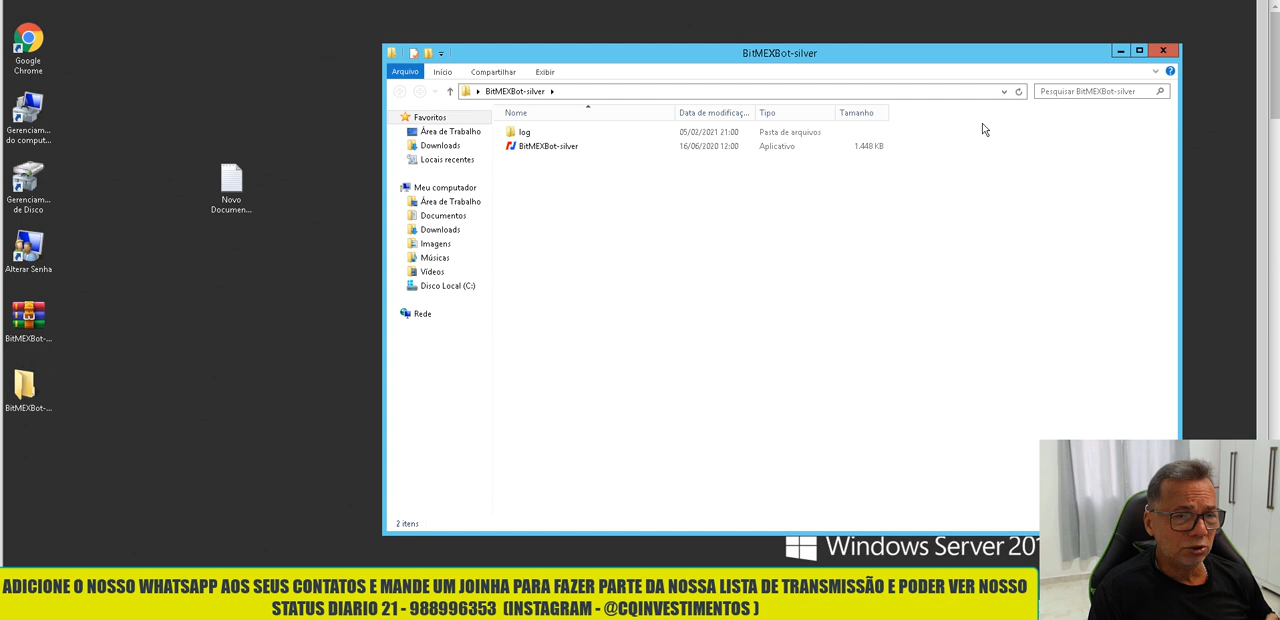 Google
Chrome
Gerenciam...
do comput...
Gerenciam...
de Disco
Alterar Senha
BitMEXBot-...
BitMEXBot-...
Novo
Documen...
BitMEXBot-silver
Arquivo Início Compartilhar Exibir
BitMEXBot-silver
Pesquisar BitMEXBot-silver
Favoritos
Área de Trabalho
Downloads
Locais recentes
Meu computador
Área de Trabalho
Documentos
Downloads
Imagens
Músicas
Vídeos
Disco Local (C:)
Rede
Nome Data de modificaç... Tipo Tamanho
log 05/02/2021 21:00 Pasta de arquivos
BitMEXBot-silver 16/06/2020 12:00 Aplicativo 1.448 KB
2 itens
Windows Server 201
ADICIONE O NOSSO WHATSAPP AOS SEUS CONTATOS E MANDE UM JOINHA PARA FAZER PARTE DA NOSSA LISTA DE TRANSMISSÃO E PODER VER NOSSO
STATUS DIARIO 21 - 988996353 (INSTAGRAM - @CQINVESTIMENTOS )